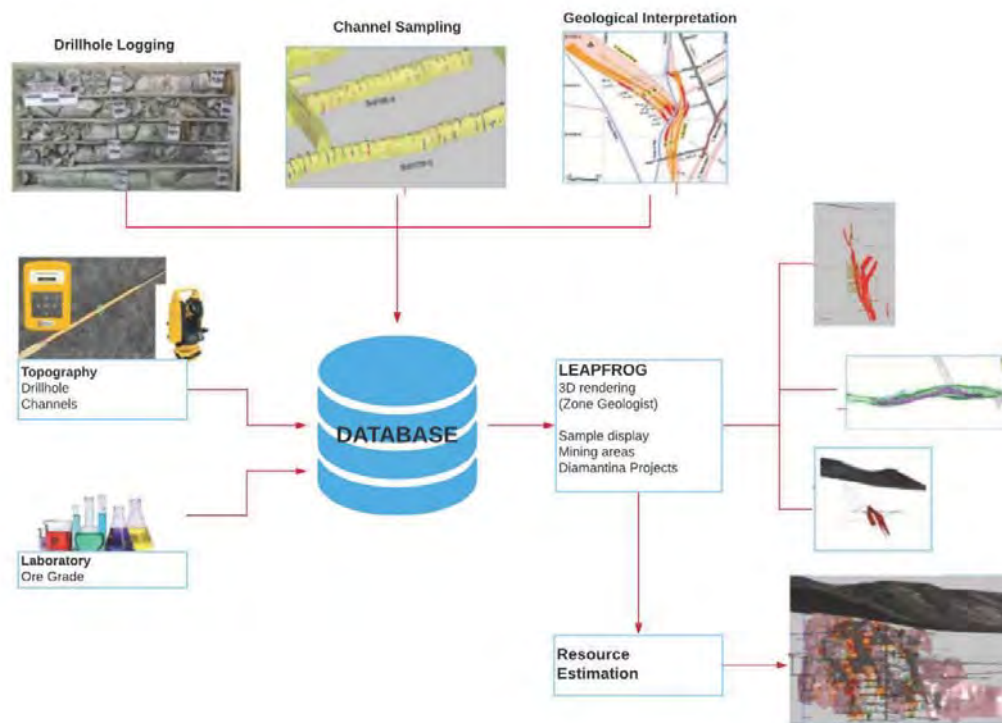 Drillhole Logging
Channel Sampling
Geological Interpretation
Topography
Drillhole
Channels
DATABASE
LEAPFROG
3D rendering
(Zone Geologist)
Sample display
Mining areas
Diamantina Projects
Laboratory
Ore Grade
Resource
Estimation